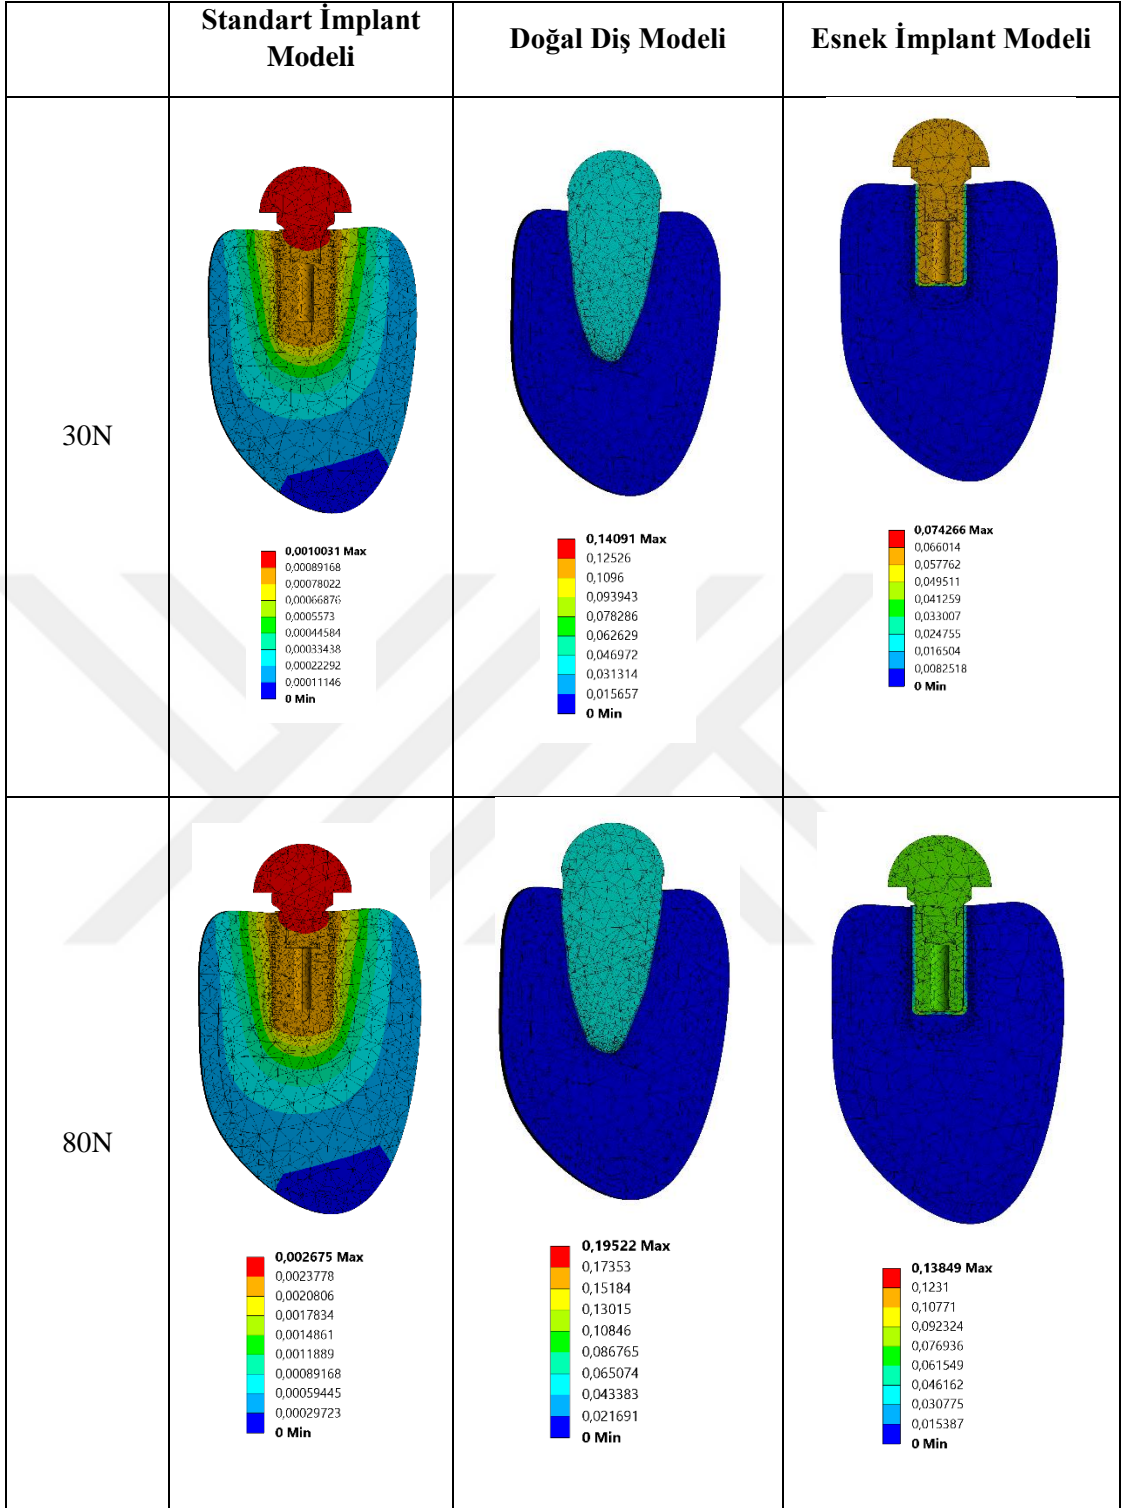 Standart İmplant
Modeli
Doğal Diş Modeli
Esnek İmplant Modeli
30N
0,0010031 Max
0,00089168
0,00078022
0,00066876
0,0005573
0,00044584
0,00033438
0,00022292
0,00011146
0 Min
0,14091 Max
0,12526
0,1096
0,093943
0,078286
0,062629
0,046972
0,031314
0,015657
0 Min
0,074266 Max
0,066014
0,057762
0,049511
0,041259
0,033007
0,024755
0,016504
0,0082518
0 Min
80N
0,002675 Max
0,0023778
0,0020806
0,0017834
0,0014861
0,0011889
0,00089168
0,00059445
0,00029723
0 Min
0,19522 Max
0,17353
0,15184
0,13015
0,10846
0,086765
0,065074
0,043383
0,021691
0 Min
0,13849 Max
0,1231
0,10771
0,092324
0,076936
0,061549
0,046162
0,030775
0,015387
0 Min